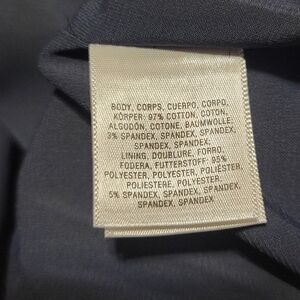 BODY, CORPS, CUERPO, CORPO,
KÖRPER: 97% COTTON, COTON,
ALGODÓN, COTONE, BAUMWOLLE;
3% SPANDEX, SPANDEX, SPANDEX,
SPANDEX, SPANDEX;
LINING, DOUBLURE, FORRO,
FODERA, FUTTERSTOFF: 95%
POLYESTER, POLYESTER,
POLIÉSTER, POLIESTERE, POLYESTER;
5% SPANDEX, SPANDEX,
SPANDEX, SPANDEX, SPANDEX